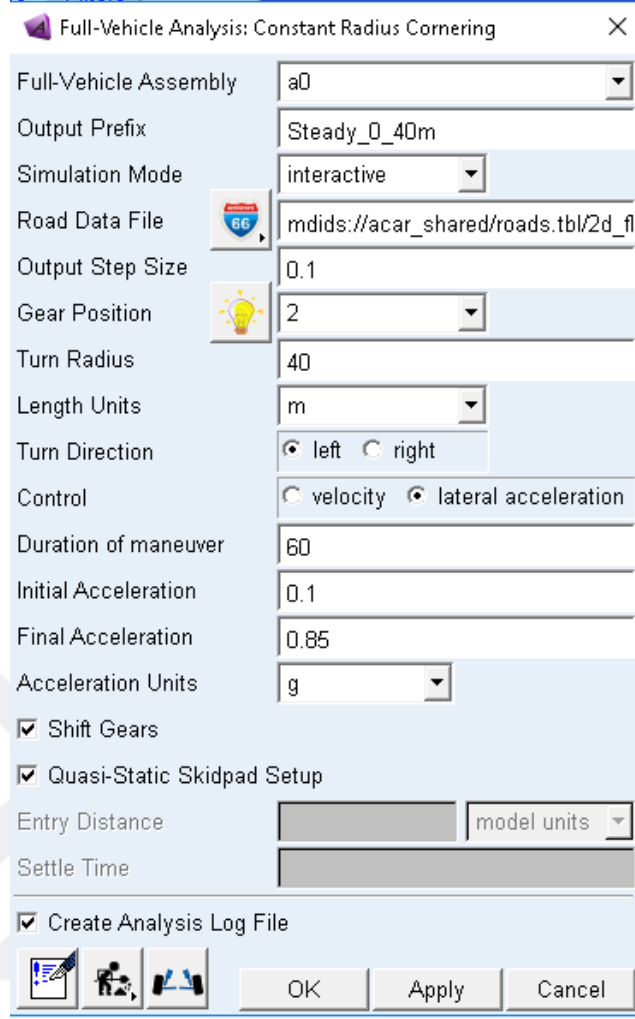 Full-Vehicle Analysis: Constant Radius Cornering
Full-Vehicle Assembly a0
Output Prefix Steady_0_40m
Simulation Mode interactive
Road Data File 66 mdids://acar_shared/roads.tbl/2d_fl
Output Step Size 0.1
Gear Position 2
Turn Radius 40
Length Units m
Turn Direction left right
Control velocity lateral acceleration
Duration of maneuver 60
Initial Acceleration 0.1
Final Acceleration 0.85
Acceleration Units g
Shift Gears
Quasi-Static Skidpad Setup
Entry Distance model units
Settle Time
Create Analysis Log File
OK Apply Cancel